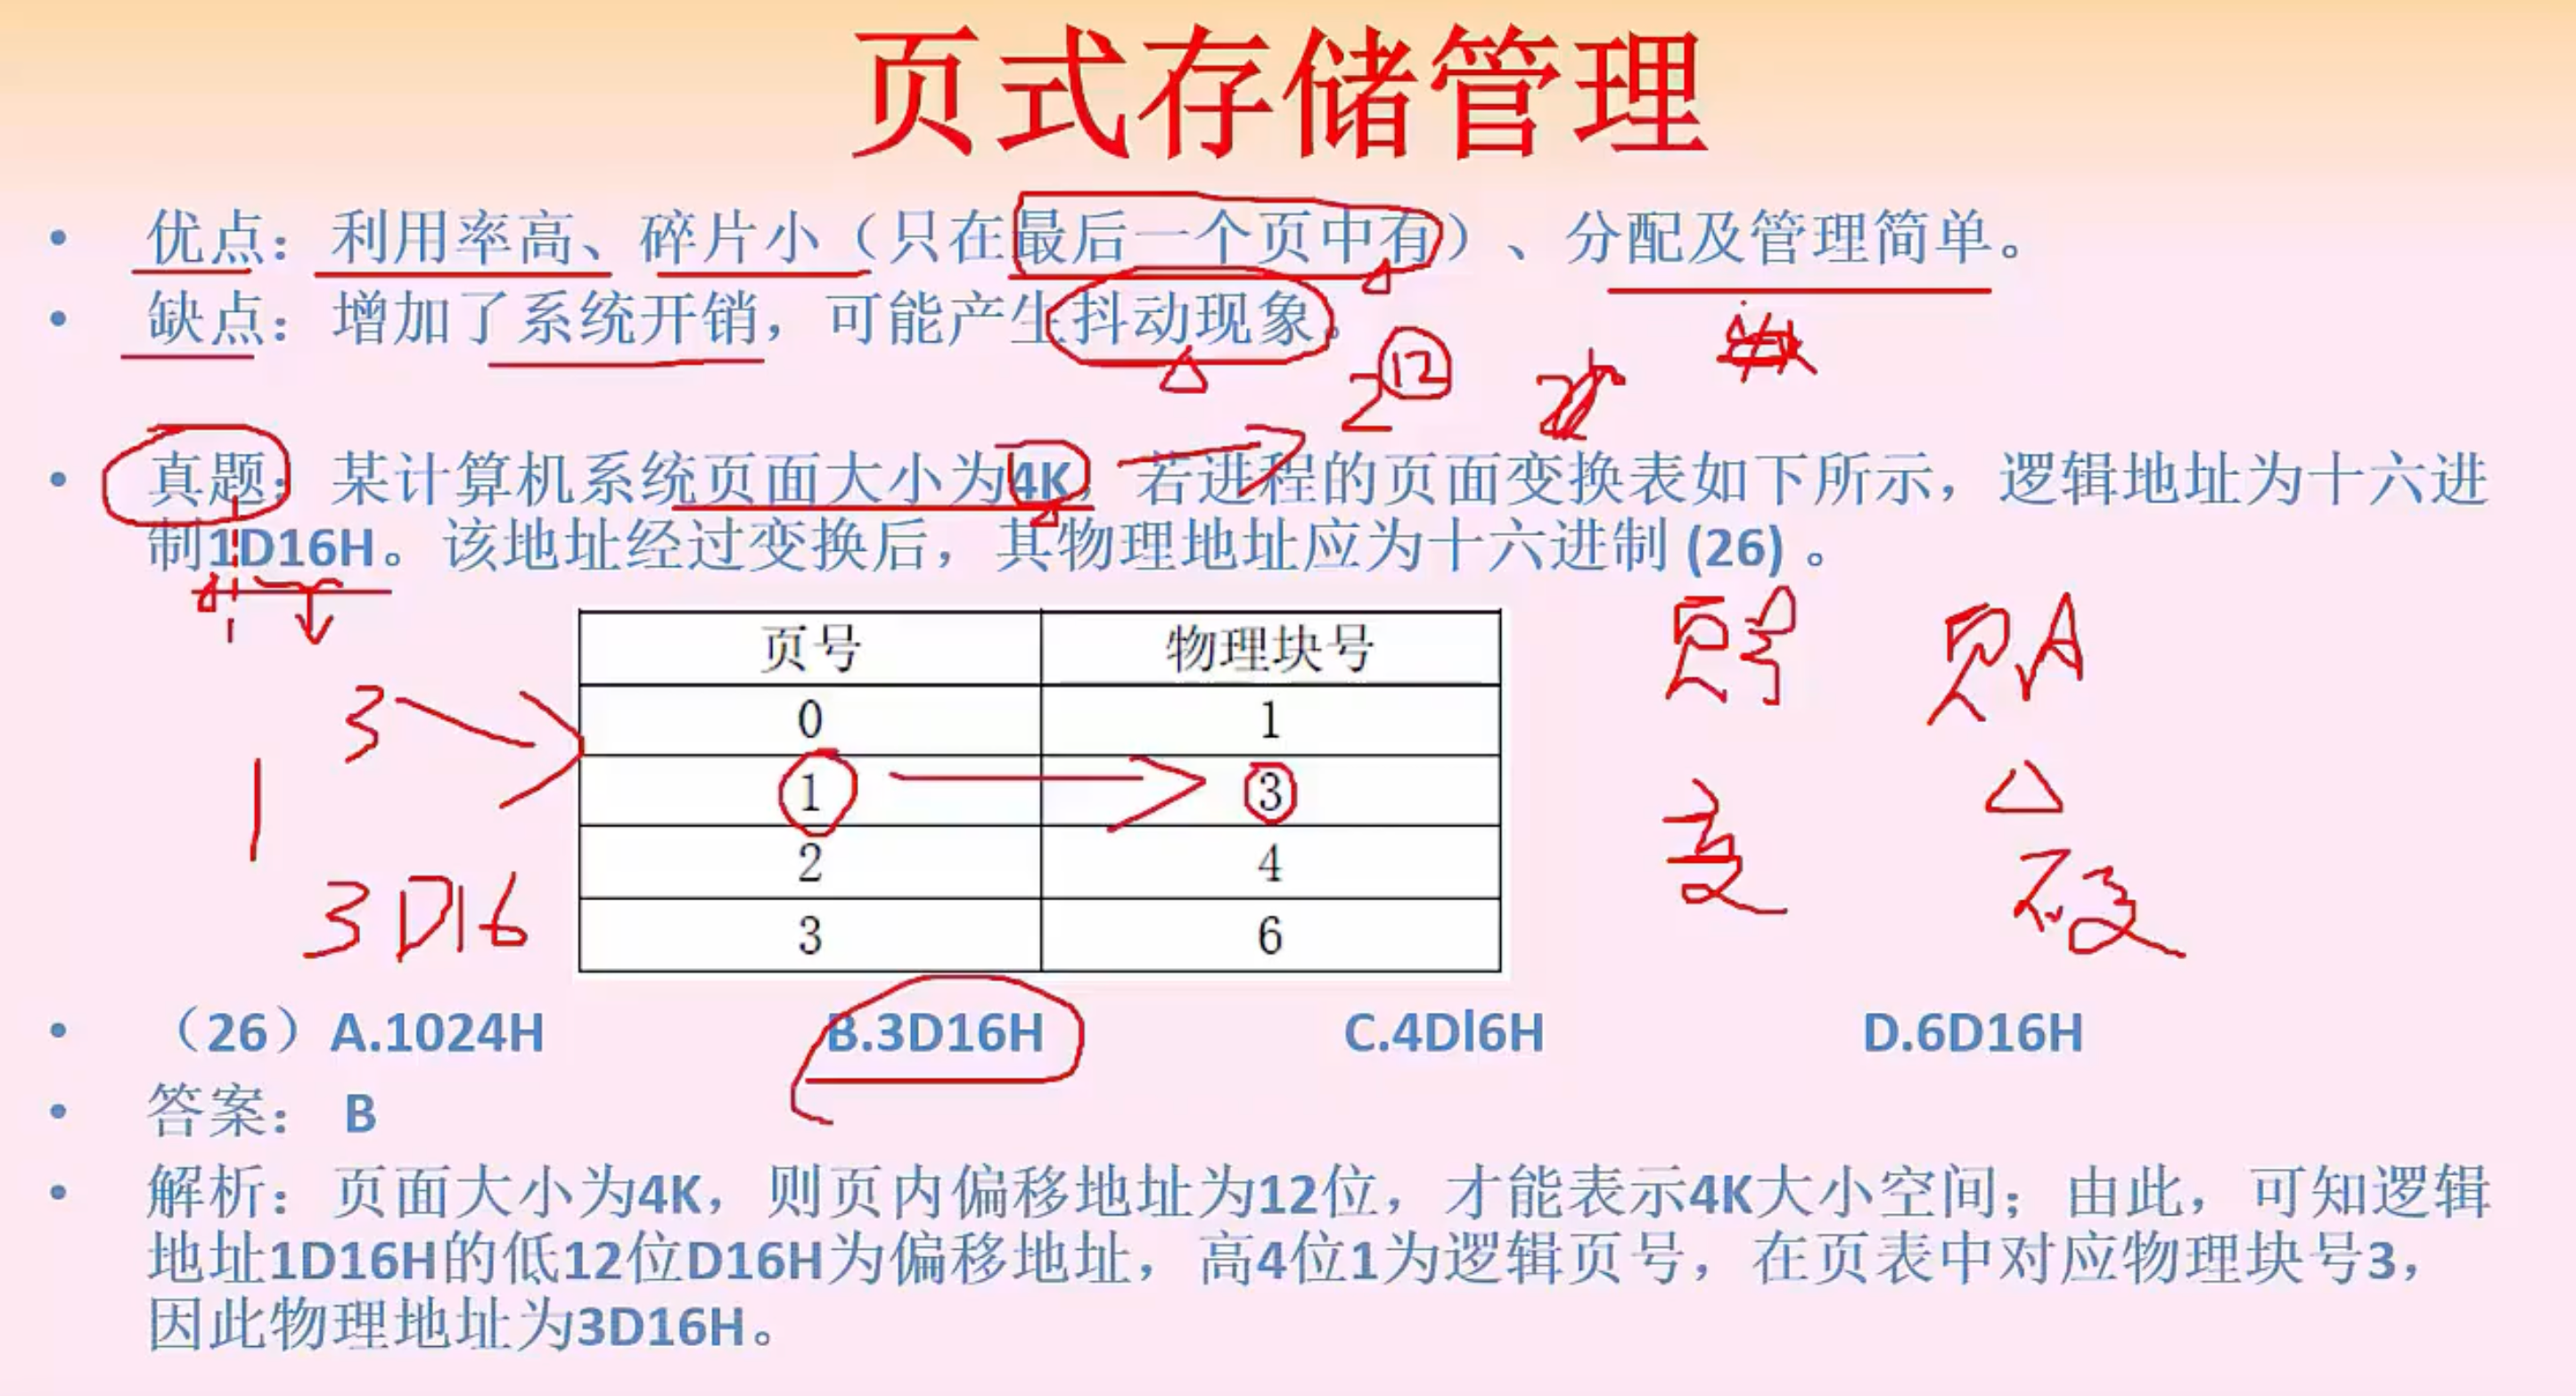 页式存储管理
• 优点：利用率高、碎片小（只在最后一个页中有）、分配及管理简单。
• 缺点：增加了系统开销，可能产生抖动现象。
2^12
• 真题：某计算机系统页面大小为4K，若进程的页面变换表如下所示，逻辑地址为十六进
制1D16H。该地址经过变换后，其物理地址应为十六进制 (26) 。
页号 物理块号
0 1
1 3
2 4
3 6
页号 页内
变 不变
3
1
3D16
• （26）A.1024H B.3D16H C.4Dl6H D.6D16H
• 答案： B
• 解析：页面大小为4K，则页内偏移地址为12位，才能表示4K大小空间；由此，可知逻辑
地址1D16H的低12位D16H为偏移地址，高4位1为逻辑页号，在页表中对应物理块号3，
因此物理地址为3D16H。